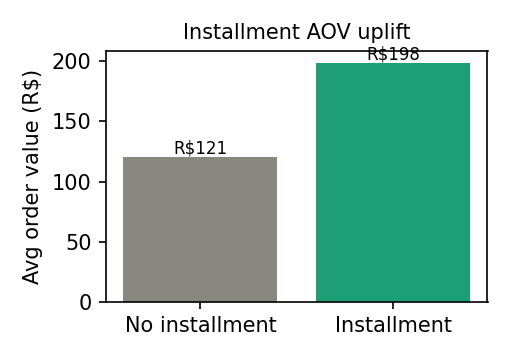 Installment AOV uplift
Avg order value (R$)
200
150
100
50
0
R$121
R$198
No installment
Installment